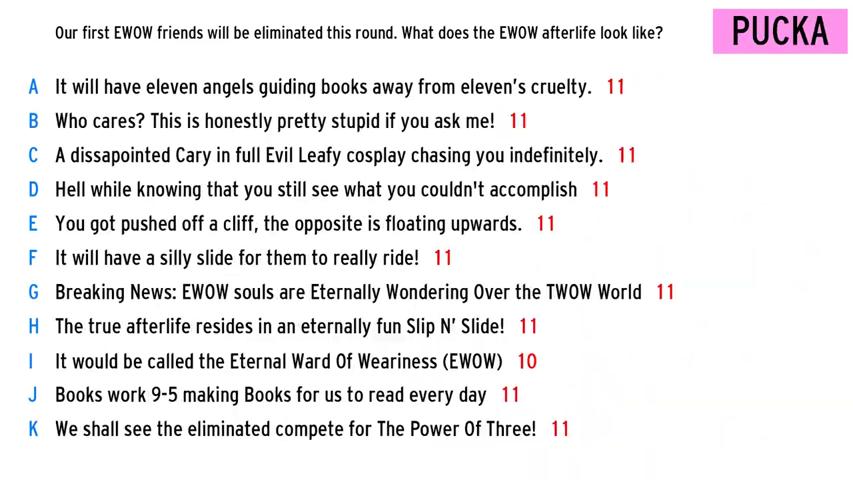 Our first EWOW friends will be eliminated this round. What does the EWOW afterlife look like?
PUCKA
A It will have eleven angels guiding books away from eleven's cruelty. 11
B Who cares? This is honestly pretty stupid if you ask me! 11
C A dissapointed Cary in full Evil Leafy cosplay chasing you indefinitely. 11
D Hell while knowing that you still see what you couldn't accomplish 11
E You got pushed off a cliff, the opposite is floating upwards. 11
F It will have a silly slide for them to really ride! 11
G Breaking News: EWOW souls are Eternally Wondering Over the TWOW World 11
H The true afterlife resides in an eternally fun Slip N' Slide! 11
I It would be called the Eternal Ward Of Weariness (EWOW) 10
J Books work 9-5 making Books for us to read every day 11
K We shall see the eliminated compete for The Power Of Three! 11